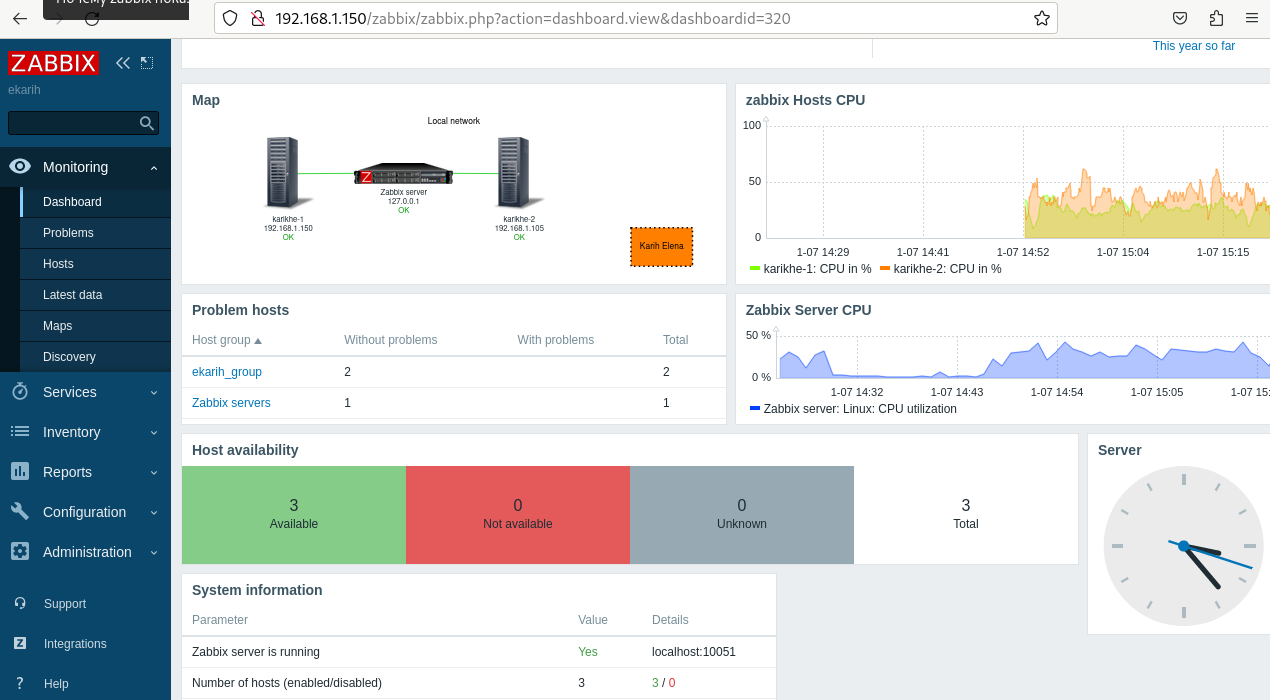 Почему zabbix пока
192.168.1.150/zabbix/zabbix.php?action=dashboard.view&dashboardid=320
ZABBIX
ekarih
Monitoring
Dashboard
Problems
Hosts
Latest data
Maps
Discovery
Services
Inventory
Reports
Configuration
Administration
Support
Integrations
Help
This year so far
Map
Local network
karikhe-1
192.168.1.150
OK
Zabbix server
127.0.0.1
OK
karikhe-2
192.168.1.105
OK
Karih Elena
zabbix Hosts CPU
100
50
0
1-07 14:29 1-07 14:41 1-07 14:52 1-07 15:04 1-07 15:15
karikhe-1: CPU in % karikhe-2: CPU in %
Problem hosts
Host group Without problems With problems Total
ekarih_group 2 2
Zabbix servers 1 1
Zabbix Server CPU
50 %
0 %
1-07 14:32 1-07 14:43 1-07 14:54 1-07 15:05 1-07 15:
Zabbix server: Linux: CPU utilization
Host availability
3 0 0 3
Available Not available Unknown Total
Server
System information
Parameter Value Details
Zabbix server is running Yes localhost:10051
Number of hosts (enabled/disabled) 3 3 / 0